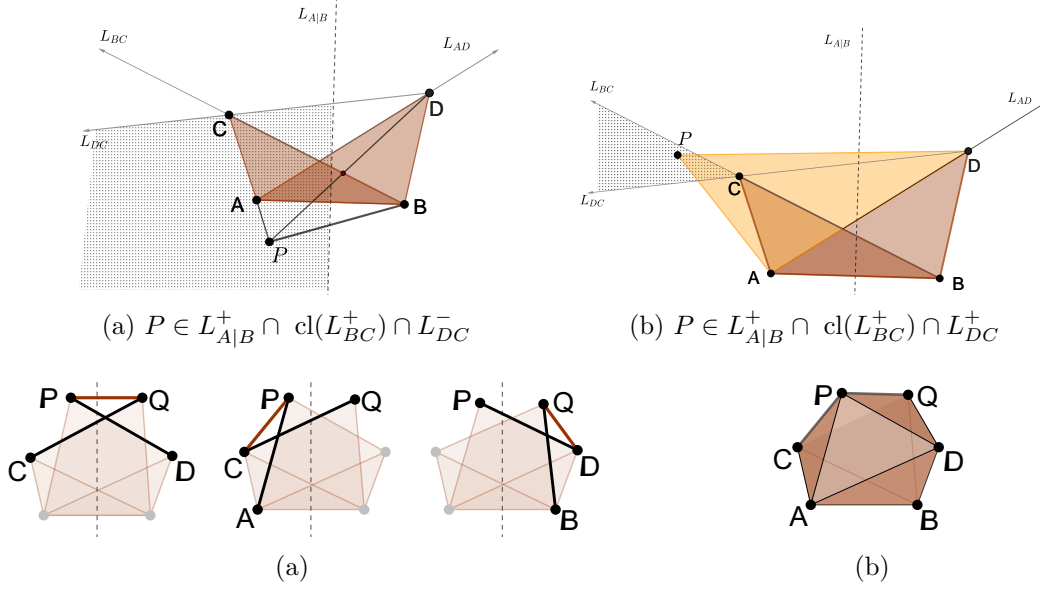 L_{A|B}
L_{BC}
L_{AD}
C
D
L_{DC}
A
B
P
L_{A|B}
L_{BC}
L_{AD}
P
D
C
L_{DC}
A
B
(a) P ∈ L^+_{A|B} ∩ cl(L^+_{BC}) ∩ L^-_{DC}
(b) P ∈ L^+_{A|B} ∩ cl(L^+_{BC}) ∩ L^+_{DC}
P Q
C D
P Q
C
A
P Q
D
B
P Q
C D
A B
(a)
(b)